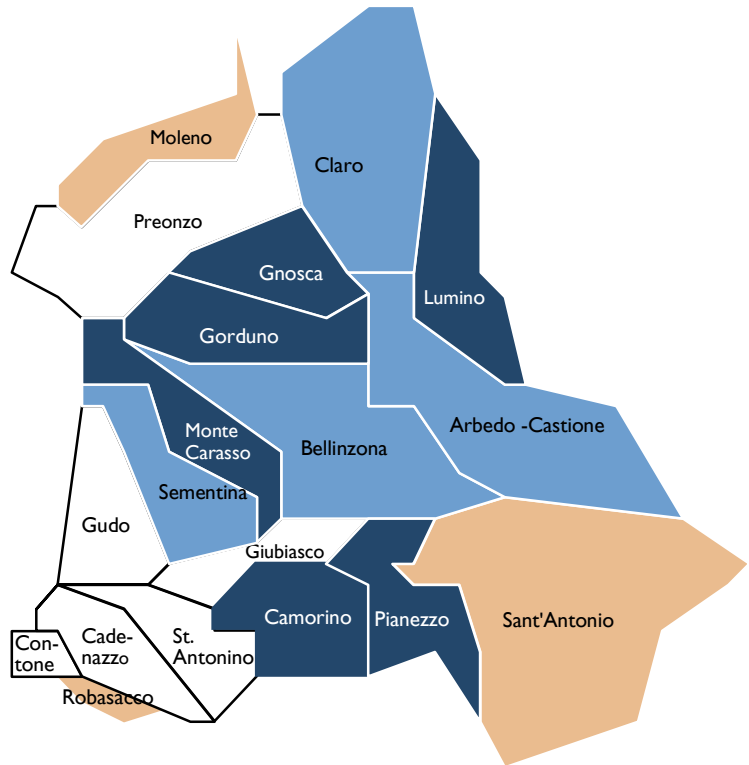 Moleno
Claro
Preonzo
Gnosca
Lumino
Gorduno
Monte
Carasso
Arbedo -Castione
Bellinzona
Sementina
Gudo
Giubiasco
Camorino
Pianezzo
Sant'Antonio
Con-
tone
Cade-
nazzo
St.
Antonino
Robasacco